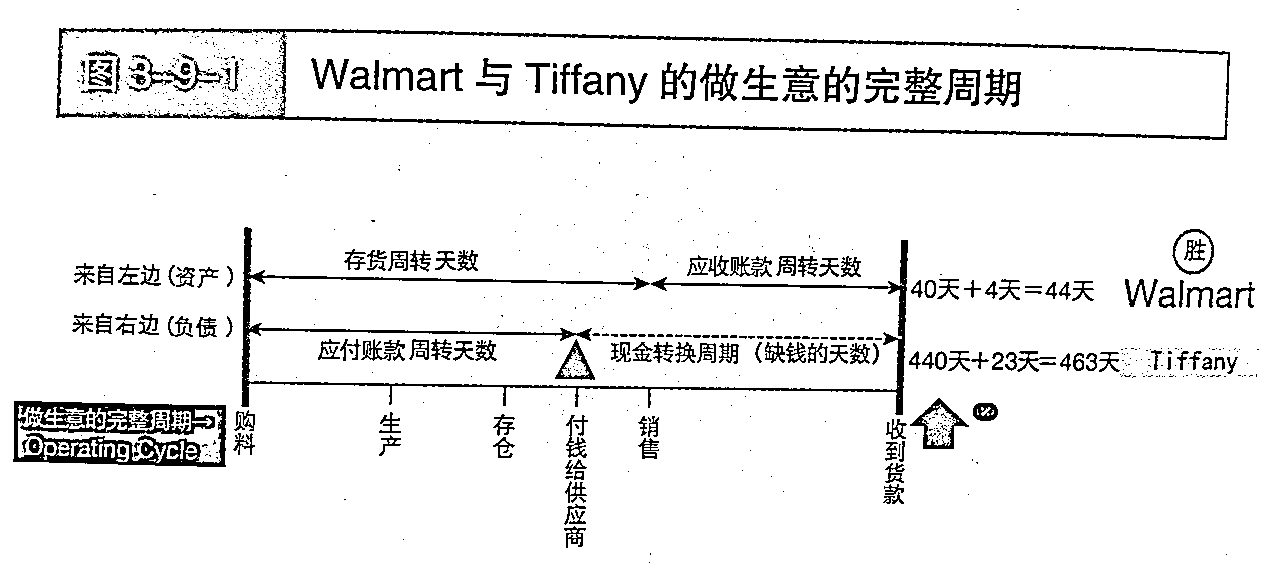 图 3-9-1
Walmart 与 Tiffany 的做生意的完整周期
胜
来自左边(资产)
存货周转天数
应收账款周转天数
40天+4天=44天
Walmart
来自右边(负债)
应付账款周转天数
现金转换周期(缺钱的天数)
440天+23天=463天
Tiffany
做生意的完整周期→
Operating Cycle
购料
生产
存仓
付钱给供应商
销售
收到货款